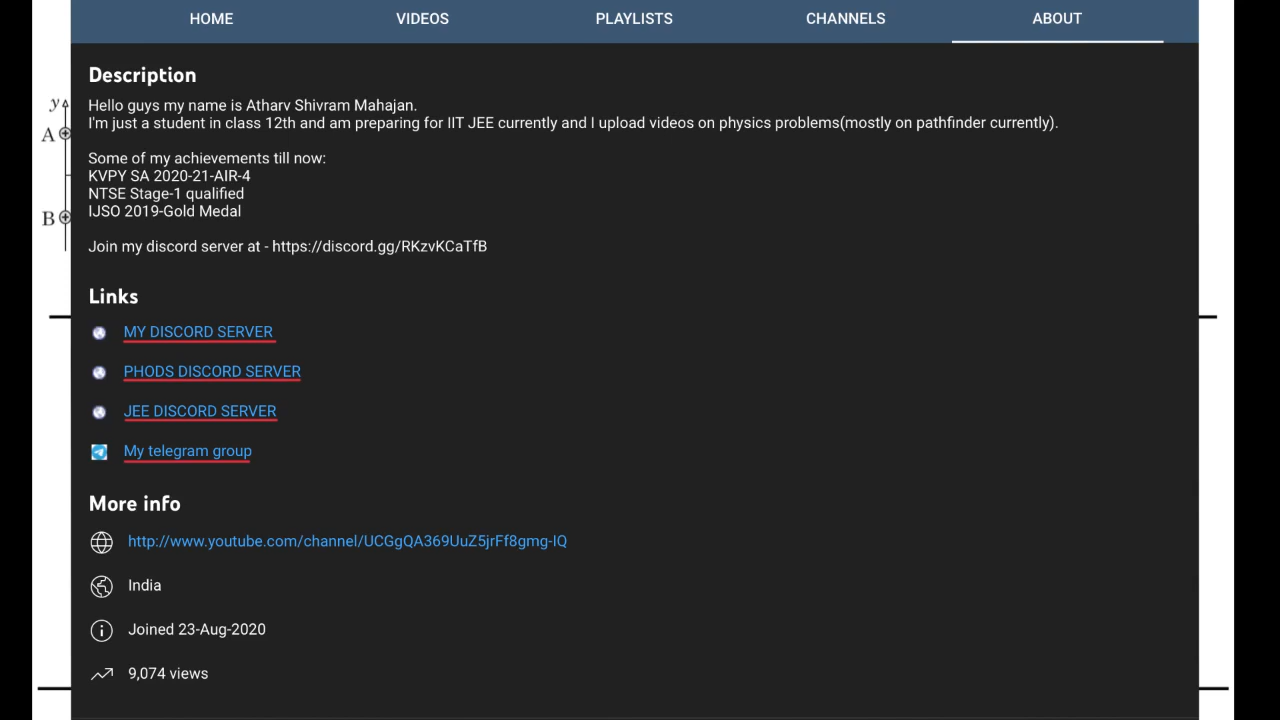 HOME VIDEOS PLAYLISTS CHANNELS ABOUT
Description
y
Hello guys my name is Atharv Shivram Mahajan.
I'm just a student in class 12th and am preparing for IIT JEE currently and I upload videos on physics problems(mostly on pathfinder currently).
A
Some of my achievements till now:
KVPY SA 2020-21-AIR-4
NTSE Stage-1 qualified
IJSO 2019-Gold Medal
B
Join my discord server at - https://discord.gg/RKzvKCaTfB
Links
MY DISCORD SERVER
PHODS DISCORD SERVER
JEE DISCORD SERVER
My telegram group
More info
http://www.youtube.com/channel/UCGgQA369UuZ5jrFf8gmg-IQ
India
Joined 23-Aug-2020
9,074 views